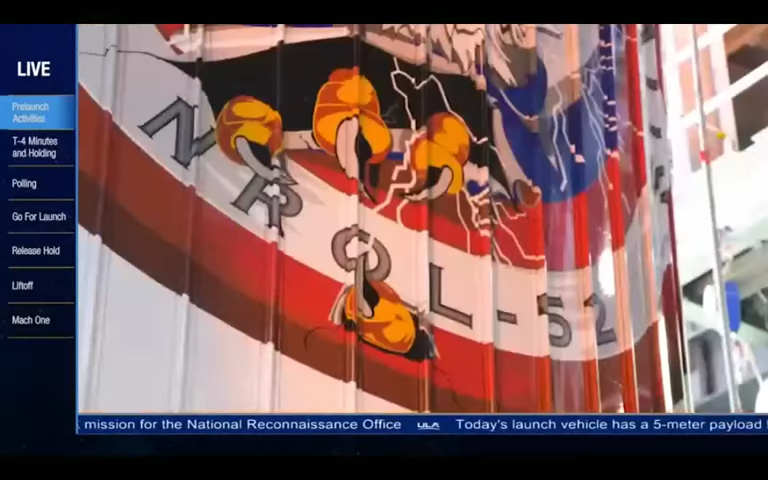 LIVE
Prelaunch
Activities
T-4 Minutes
and Holding
Polling
Go For Launch
Release Hold
Liftoff
Mach One
NROL-52
mission for the National Reconnaissance Office ULA Today's launch vehicle has a 5-meter payload